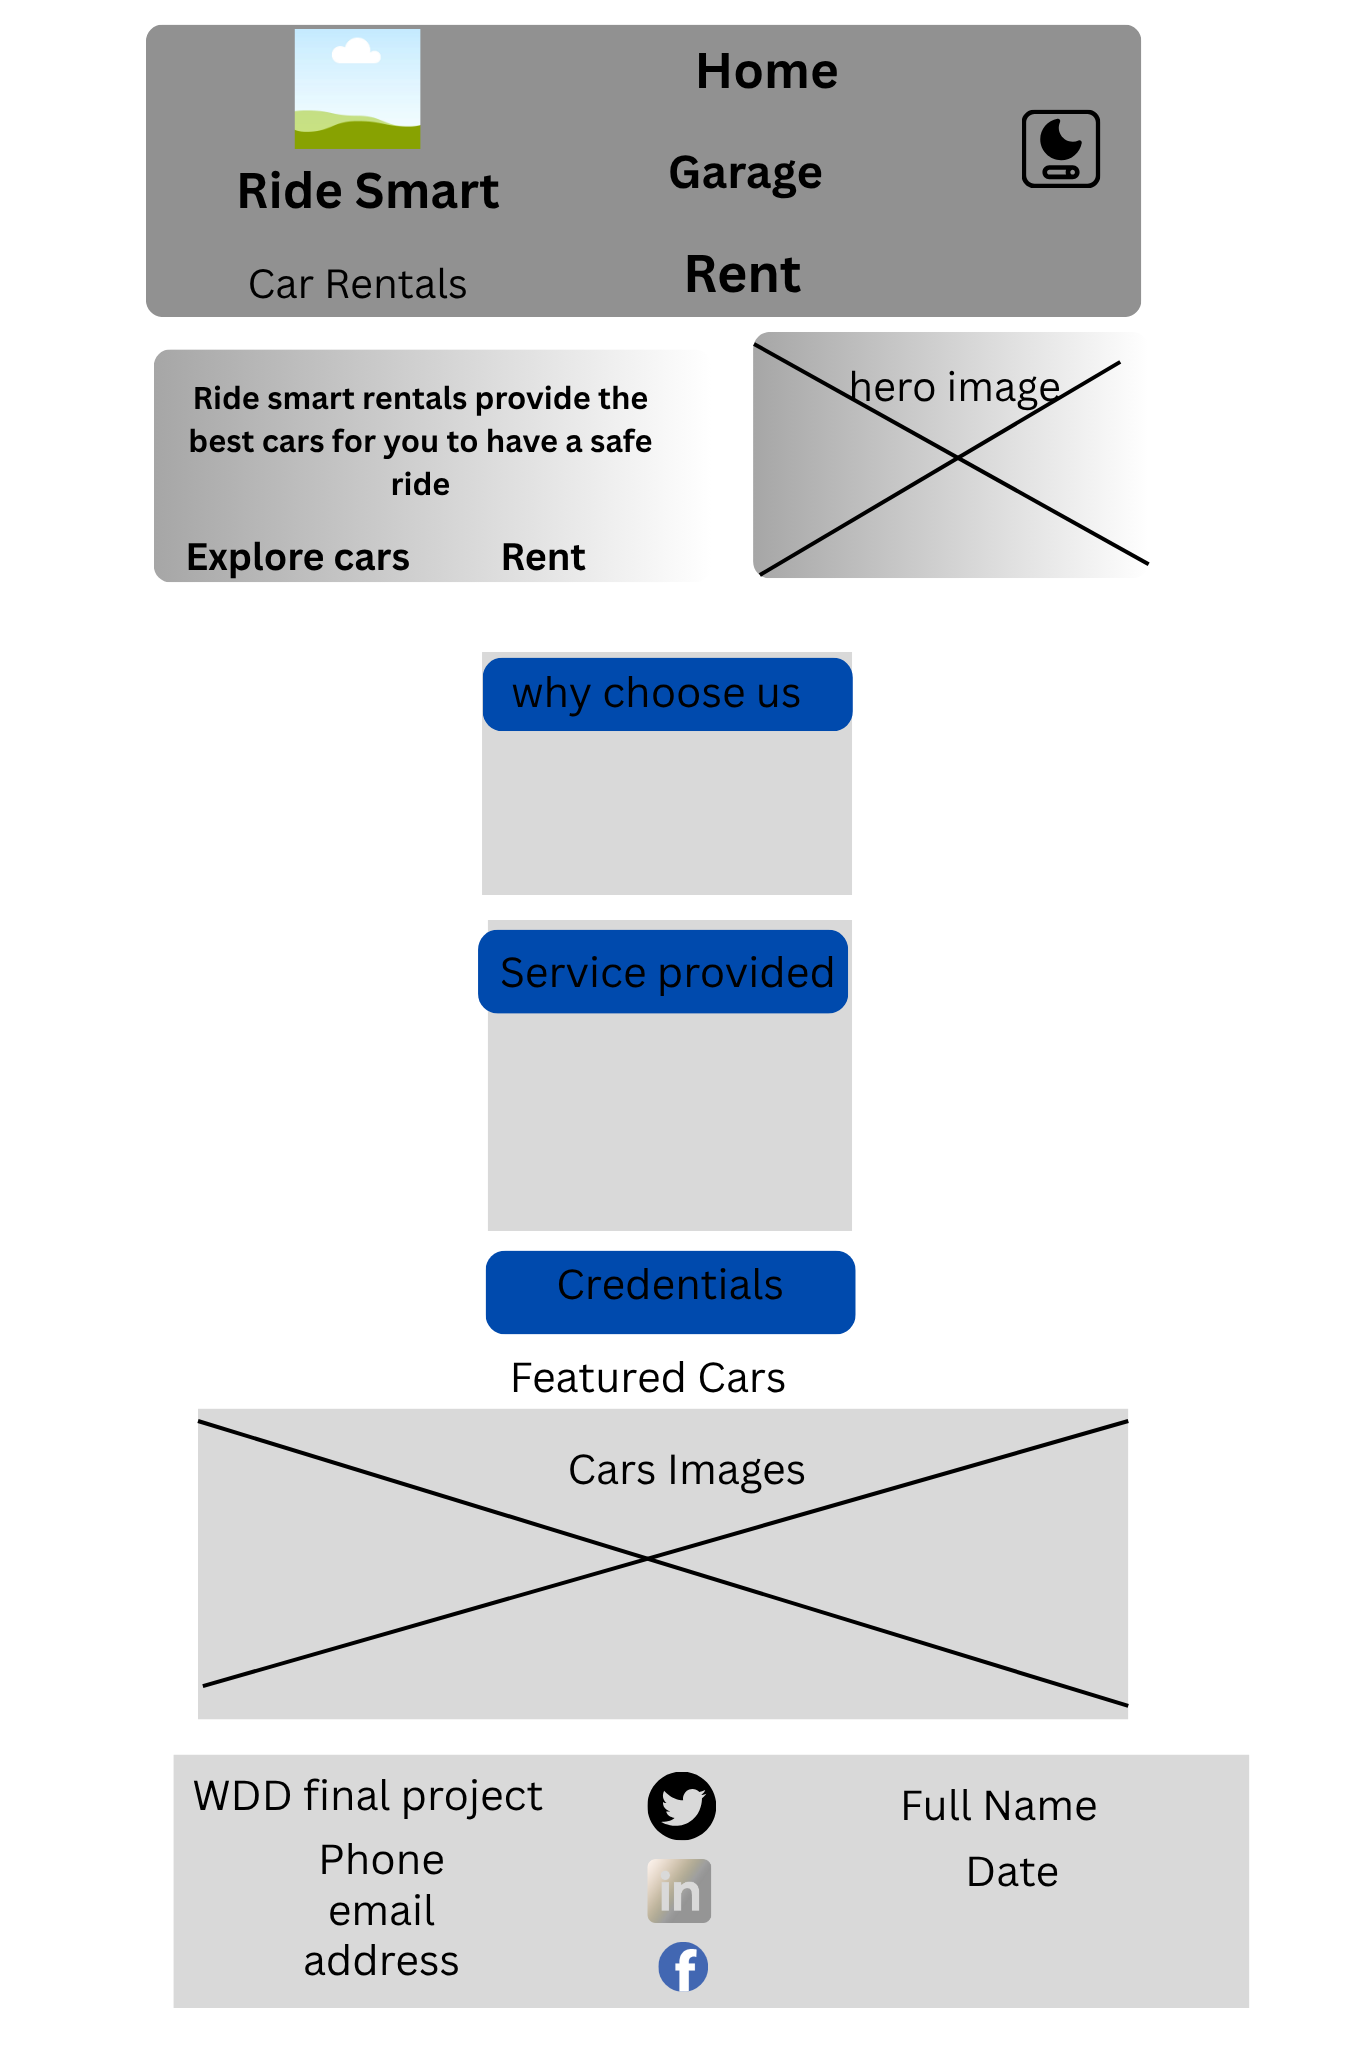 Ride Smart
Car Rentals
Home
Garage
Rent
Ride smart rentals provide the
best cars for you to have a safe
ride
Explore cars
Rent
hero image
why choose us
Service provided
Credentials
Featured Cars
Cars Images
WDD final project
Phone
email
address
in
f
Full Name
Date